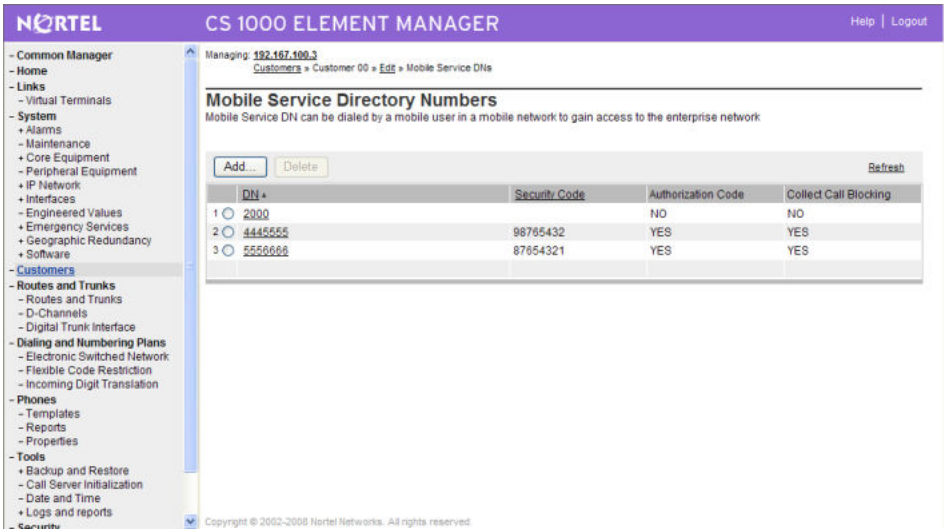 NORTEL
CS 1000 ELEMENT MANAGER
Help | Logout
- Common Manager
- Home
- Links
- Virtual Terminals
- System
+ Alarms
- Maintenance
+ Core Equipment
- Peripheral Equipment
+ IP Network
+ Interfaces
- Engineered Values
+ Emergency Services
+ Geographic Redundancy
+ Software
- Customers
- Routes and Trunks
- Routes and Trunks
- D-Channels
- Digital Trunk Interface
- Dialing and Numbering Plans
- Electronic Switched Network
- Flexible Code Restriction
- Incoming Digit Translation
- Phones
- Templates
- Reports
- Properties
- Tools
+ Backup and Restore
- Call Server Initialization
- Date and Time
+ Logs and reports
- Security
Managing: 192.167.100.3
Customers » Customer 00 » Edit » Mobile Service DNs
Mobile Service Directory Numbers
Mobile Service DN can be dialed by a mobile user in a mobile network to gain access to the enterprise network
Add... Delete Refresh
DN Security Code Authorization Code Collect Call Blocking
1 2000 NO NO
2 4445555 98765432 YES YES
3 5556666 87654321 YES YES
Copyright © 2002-2008 Nortel Networks. All rights reserved.